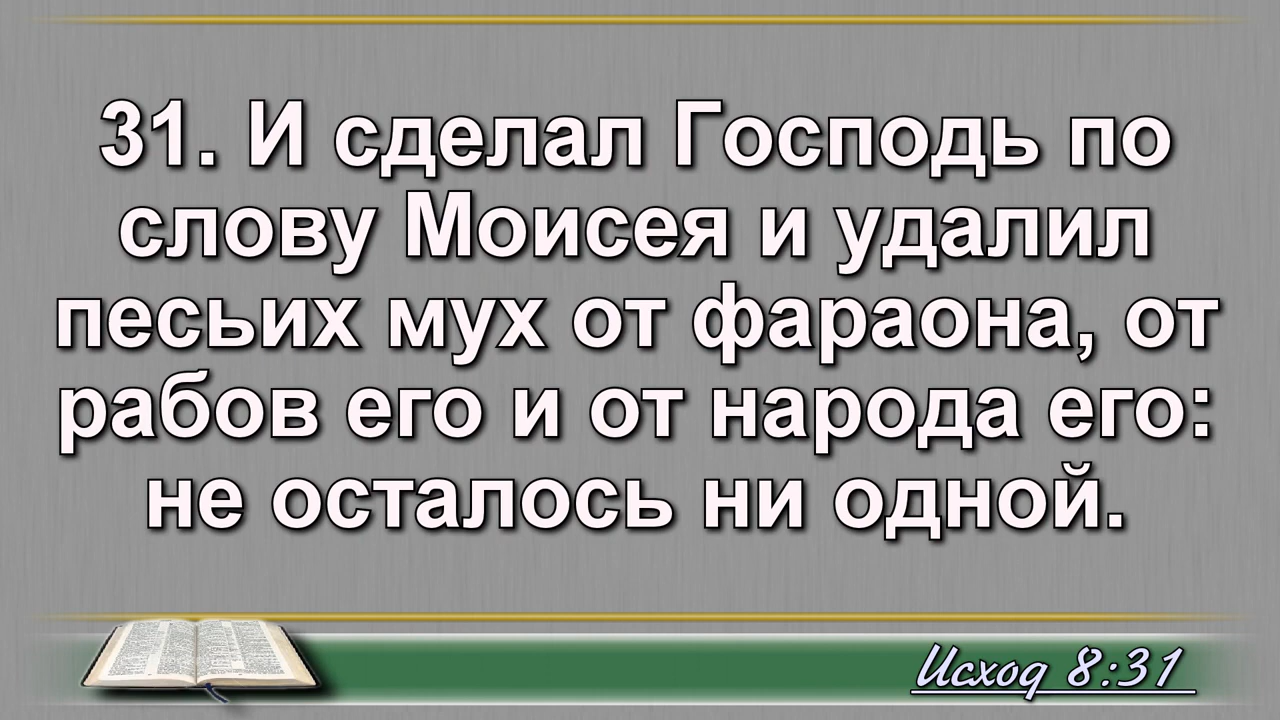 31. И сделал Господь по
слову Моисея и удалил
песьих мух от фараона, от
рабов его и от народа его:
не осталось ни одной.
Исход 8:31